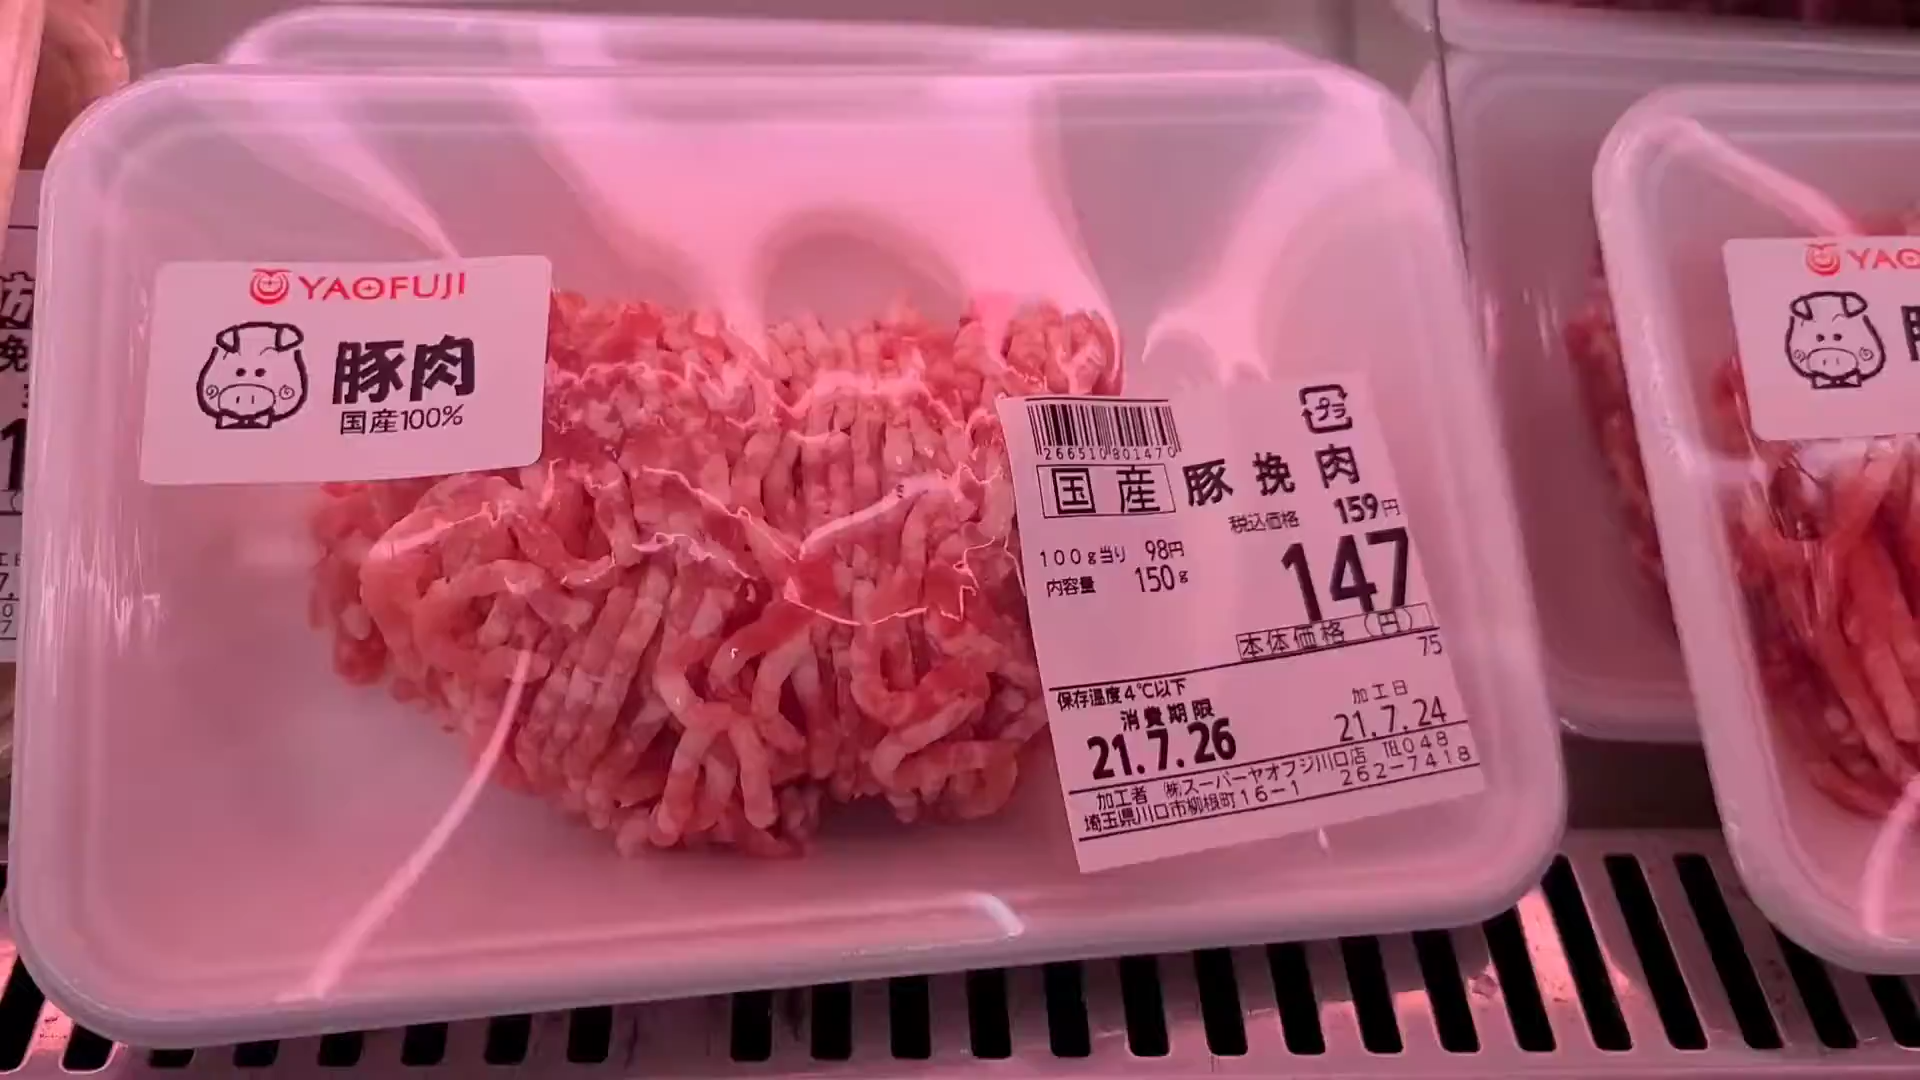 YAOFUJI
豚肉
国産100%
266510 801470
プラ
国産 豚挽肉
税込価格 159円
100g当り 98円
147
内容量 150g
本体価格(円)
75
保存温度4℃以下
消費期限
加工日
21.7.26
21.7.24
加工者 ㈱スーパーヤオフジ川口店 TEL048
埼玉県川口市柳根町16-1 262-7418
YAO